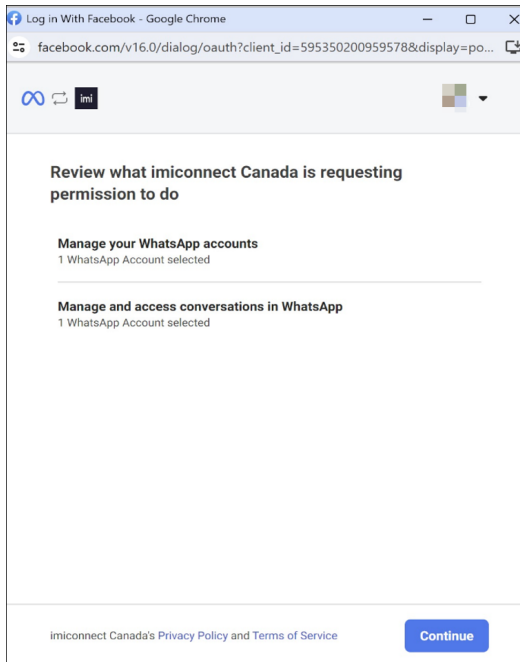 Log in With Facebook - Google Chrome
facebook.com/v16.0/dialog/oauth?client_id=595350200959578&display=po...
imi
Review what imiconnect Canada is requesting
permission to do
Manage your WhatsApp accounts
1 WhatsApp Account selected
Manage and access conversations in WhatsApp
1 WhatsApp Account selected
imiconnect Canada's Privacy Policy and Terms of Service
Continue